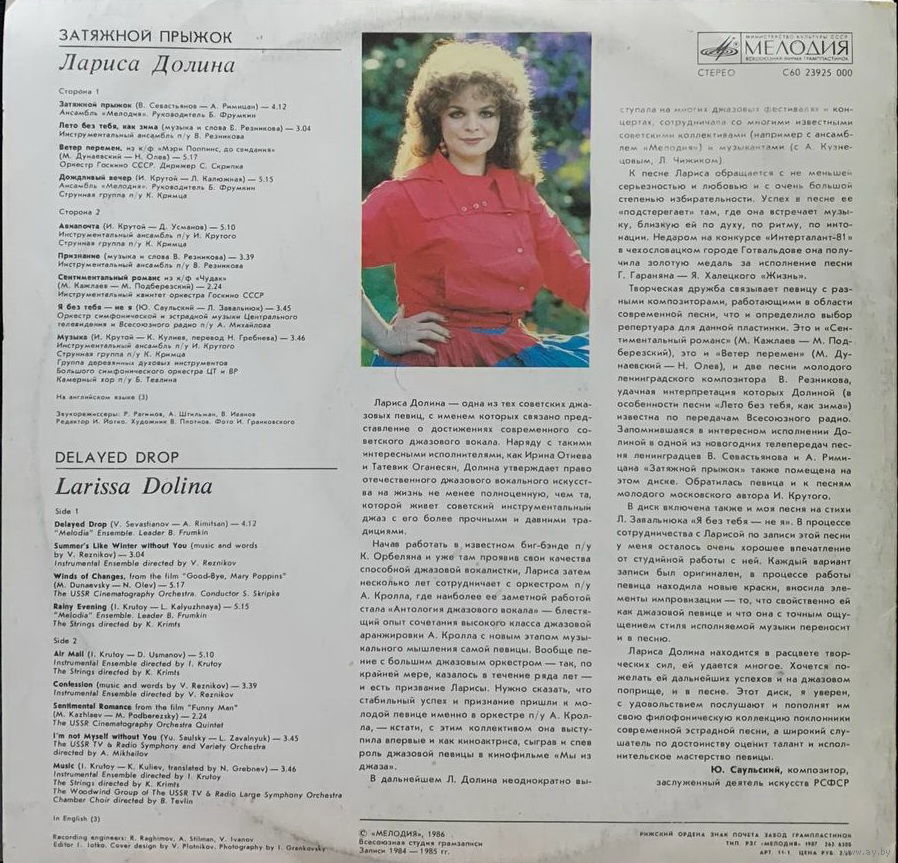 ЗАТЯЖНОЙ ПРЫЖОК
Лариса Долина
Сторона 1
Затяжной прыжок (В. Севастьянов — А. Римицан) — 4.12
Ансамбль «Мелодия». Руководитель Б. Фрумкин
Лето без тебя, как зима (музыка и слова В. Резникова) — 3.04
Инструментальный ансамбль п/у В. Резникова
Ветер перемен, из к/ф «Мэри Поппинс, до свидания»
(М. Дунаевский — Н. Олев) — 5.17
Оркестр Госкино СССР. Дирижер С. Скрипка
Дождливый вечер (И. Крутой — Л. Калюжная) — 5.15
Ансамбль «Мелодия». Руководитель Б. Фрумкин
Струнная группа п/у К. Кримца
Сторона 2
Авиапочта (И. Крутой — Д. Усманов) — 5.10
Инструментальный ансамбль п/у И. Крутого
Струнная группа п/у К. Кримца
Признание (музыка и слова В. Резникова) — 3.39
Инструментальный ансамбль п/у В. Резникова
Сентиментальный романс из к/ф «Чудак»
(М. Кажлаев — М. Подберезский) — 2.24
Инструментальный квинтет оркестра Госкино СССР
Я без тебя — не я (Ю. Саульский — Л. Завальнюк) — 3.45
Оркестр симфонической и эстрадной музыки Центрального
телевидения и Всесоюзного радио п/у А. Михайлова
Музыка (И. Крутой — К. Кулиев, перевод Н. Гребнева) — 3.46
Инструментальный ансамбль п/у И. Крутого
Струнная группа п/у К. Кримца
Группа деревянных духовых инструментов
Большого симфонического оркестра ЦТ и ВР
Камерный хор п/у Б. Тевлина
На английском языке (3)
Звукорежиссеры: Р. Рагимов, А. Штильман, В. Иванов
Редактор И. Йотко. Художник В. Плотнов. Фото И. Гранковского
DELAYED DROP
Larissa Dolina
Side 1
Delayed Drop (V. Sevastianov — A. Rimitsan) — 4.12
"Melodia" Ensemble. Leader B. Frumkin
Summer's Like Winter without You (music and words
by V. Reznikov) — 3.04
Instrumental Ensemble directed by V. Reznikov
Winds of Changes, from the film "Good-Bye, Mary Poppins"
(M. Dunaevsky — N. Olev) — 5.17
The USSR Cinematography Orchestra. Conductor S. Skripka
Rainy Evening (I. Krutoy — L. Kalyuzhnaya) — 5.15
"Melodia" Ensemble. Leader B. Frumkin
The Strings directed by K. Krimts
Side 2
Air Mail (I. Krutoy — D. Usmanov) — 5.10
Instrumental Ensemble directed by I. Krutoy
The Strings directed by K. Krimts
Confession (music and words by V. Reznikov) — 3.39
Instrumental Ensemble directed by V. Reznikov
Sentimental Romance from the film "Funny Man"
(M. Kazhlaev — M. Podberezsky) — 2.24
The USSR Cinematography Orchestra Quintet
I'm not Myself without You (Yu. Saulsky — L. Zavalnyuk) — 3.45
The USSR TV & Radio Symphony and Variety Orchestra
directed by A. Mikhailov
Music (I. Krutoy — K. Kuliev, translated by N. Grebnev) — 3.46
Instrumental Ensemble directed by I. Krutoy
The Strings directed by K. Krimts
The Woodwind Group of The USSR TV & Radio Large Symphony Orchestra
Chamber Choir directed by B. Tevlin
In English (3)
Recording engineers: R. Raghimov, A. Stilman, V. Ivanov
Editor I. Jotko. Cover design by V. Plotnikov. Photography by I. Grankovsky
Лариса Долина — одна из тех советских джа-
зовых певиц, с именем которых связано пред-
ставление о достижениях современного со-
ветского джазового вокала. Наряду с такими
интересными исполнителями, как Ирина Отиева
и Татевик Оганесян, Долина утверждает право
отечественного джазового вокального искусст-
ва на жизнь не менее полноценную, чем та,
которой живет советский инструментальный
джаз с его более прочными и давними тра-
дициями.
Начав работать в известном биг-бэнде п/у
К. Орбеляна и уже там проявив свои качества
способной джазовой вокалистки, Лариса затем
несколько лет сотрудничает с оркестром п/у
А. Кролла, где наиболее ее заметной работой
стала «Антология джазового вокала» — блестя-
щий опыт сочетания высокого класса джазовой
аранжировки А. Кролла с новым этапом музы-
кального мышления самой певицы. Вообще пе-
ние с большим джазовым оркестром — так, по
крайней мере, казалось в течение ряда лет —
и есть призвание Ларисы. Нужно сказать, что
стабильный успех и признание пришли к мо-
лодой певице именно в оркестре п/у А. Крол-
ла, — кстати, с этим коллективом она высту-
пила впервые и как киноактриса, сыграв и спев
роль джазовой певицы в кинофильме «Мы из
джаза».
В дальнейшем Л. Долина неоднократно вы-
© «МЕЛОДИЯ», 1986
Всесоюзная студия грамзаписи
Записи 1984 — 1985 гг.
МИНИСТЕРСТВО КУЛЬТУРЫ СССР
МЕЛОДИЯ
ВСЕСОЮЗНАЯ ФИРМА ГРАМПЛАСТИНОК
СТЕРЕО С60 23925 000
ступала на многих джазовых фестивалях и кон-
цертах, сотрудничала со многими известными
советскими коллективами (например с ансамб-
лем «Мелодия») и музыкантами (с А. Кузне-
цовым, Л. Чижиком).
К песне Лариса обращается с не меньшей
серьезностью и любовью и с очень большой
степенью избирательности. Успех в песне ее
«подстерегает» там, где она встречает музы-
ку, близкую ей по духу, по ритму, по инто-
нации. Недаром на конкурсе «Интерталант-81»
в чехословацком городе Готвальдове она полу-
чила золотую медаль за исполнение песни
Г. Гараняна — Я. Халецкого «Жизнь».
Творческая дружба связывает певицу с раз-
ными композиторами, работающими в области
современной песни, что и определило выбор
репертуара для данной пластинки. Это и «Сен-
тиментальный романс» (М. Кажлаев — М. Под-
березский), это и «Ветер перемен» (М. Ду-
наевский — Н. Олев), и две песни молодого
ленинградского композитора В. Резникова,
удачная интерпретация которых Долиной (в
особенности песни «Лето без тебя, как зима»)
известна по передачам Всесоюзного радио.
Запомнившаяся в интересном исполнении До-
линой в одной из новогодних телепередач пес-
ня ленинградцев В. Севастьянова и А. Рими-
цана «Затяжной прыжок» также помещена на
этом диске. Обратилась певица и к песням
молодого московского автора И. Крутого.
В диск включена также и моя песня на стихи
Л. Завальнюка «Я без тебя — не я». В процессе
сотрудничества с Ларисой по записи этой песни
у меня осталось очень хорошее впечатление
от студийной работы с ней. Каждый вариант
записи был оригинален, в процессе работы
певица находила новые краски, вносила эле-
менты импровизации — то, что свойственно ей
как джазовой певице и что она с точным ощу-
щением стиля исполняемой музыки переносит
и в песню.
Лариса Долина находится в расцвете творче-
ских сил, ей удается многое. Хочется по-
желать ей дальнейших успехов и на джазовом
поприще, и в песне. Этот диск, я уверен,
с удовольствием послушают и пополнят им
свою филофоническую коллекцию поклонники
современной эстрадной песни, а широкий слу-
шатель по достоинству оценит талант и испол-
нительское мастерство певицы.
Ю. Саульский, композитор,
заслуженный деятель искусств РСФСР
РИЖСКИЙ ОРДЕНА ЗНАК ПОЧЕТА ЗАВОД ГРАМПЛАСТИНОК
ТИП. РЗГ «МЕЛОДИЯ» 1987
АРТ. 11-1 ЦЕНА РУБ.
www.ay.by